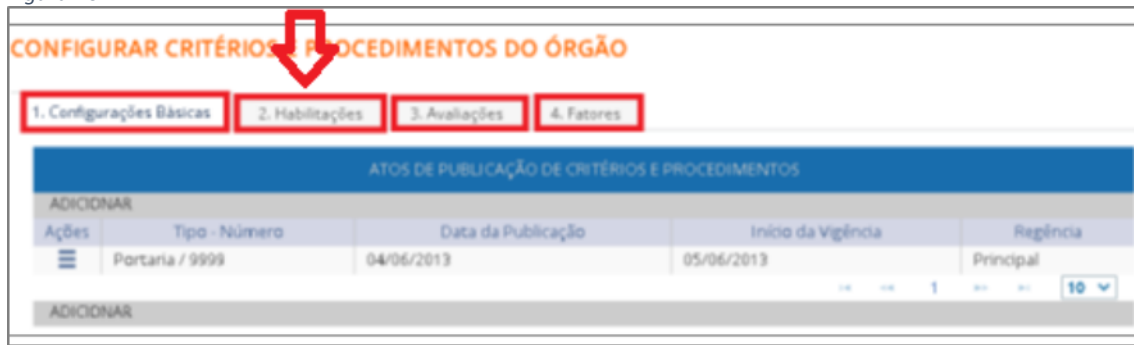 CONFIGURAR CRITÉRIOS E PROCEDIMENTOS DO ÓRGÃO
1. Configurações Básicas 2. Habilitações 3. Avaliações 4. Fatores
ATOS DE PUBLICAÇÃO DE CRITÉRIOS E PROCEDIMENTOS
ADICIONAR
Ações Tipo - Número Data da Publicação Início da Vigência Regência
Portaria / 9999 04/06/2013 05/06/2013 Principal
1 10
ADICIONAR